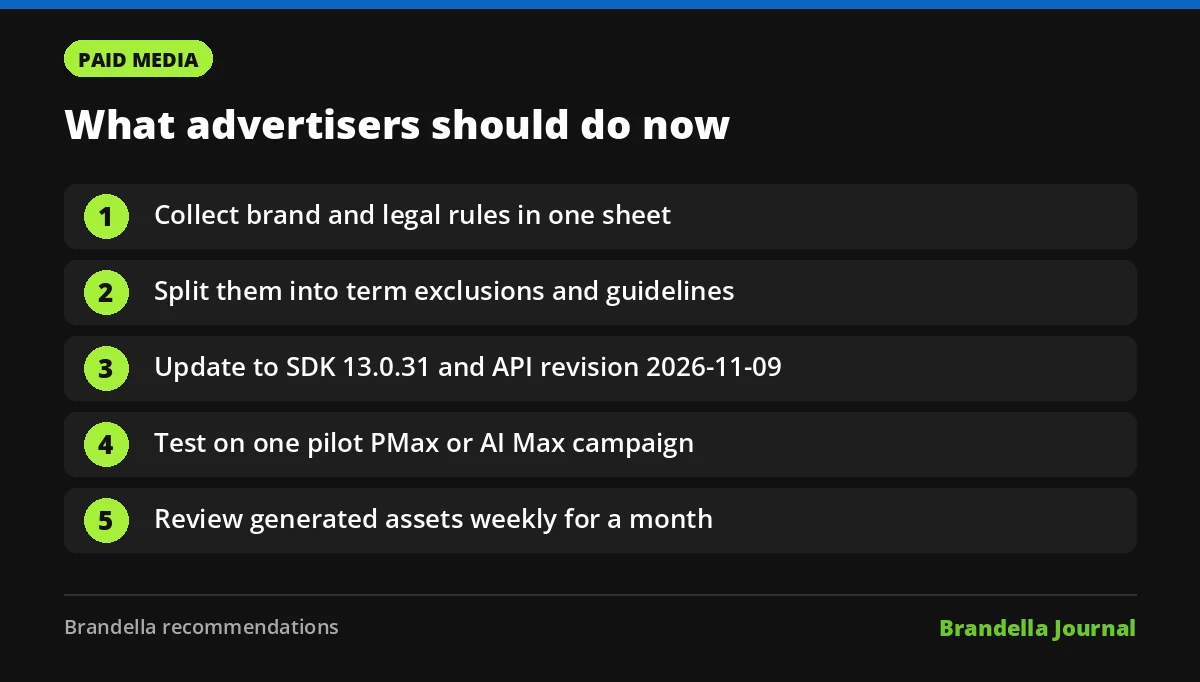 PAID MEDIA
What advertisers should do now
1 Collect brand and legal rules in one sheet
2 Split them into term exclusions and guidelines
3 Update to SDK 13.0.31 and API revision 2026-11-09
4 Test on one pilot PMax or AI Max campaign
5 Review generated assets weekly for a month
Brandella recommendations
Brandella Journal